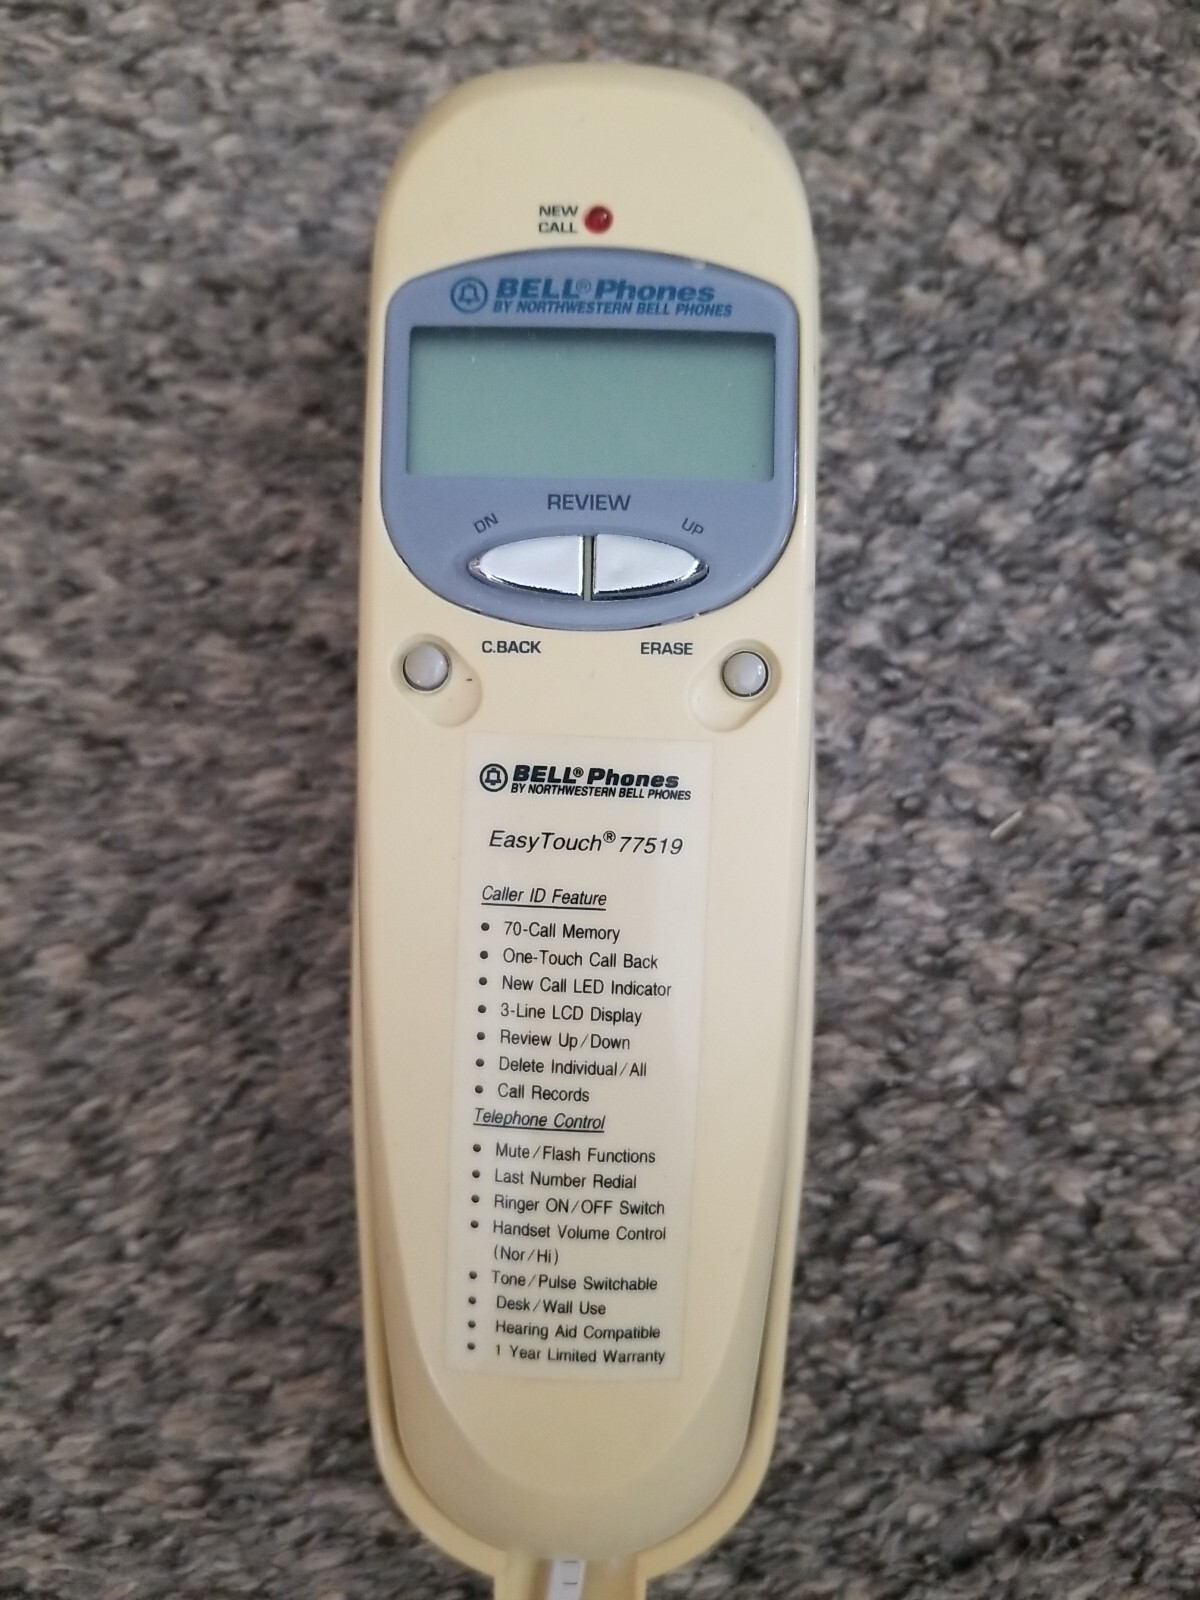 NEW
CALL
BELL® Phones
BY NORTHWESTERN BELL PHONES
REVIEW
DN UP
C.BACK ERASE
BELL® Phones
BY NORTHWESTERN BELL PHONES
EasyTouch® 77519
Caller ID Feature
• 70-Call Memory
• One-Touch Call Back
• New Call LED Indicator
• 3-Line LCD Display
• Review Up/Down
• Delete Individual/All
• Call Records
Telephone Control
• Mute/Flash Functions
• Last Number Redial
• Ringer ON/OFF Switch
• Handset Volume Control
(Nor/Hi)
• Tone/Pulse Switchable
• Desk/Wall Use
• Hearing Aid Compatible
• 1 Year Limited Warranty